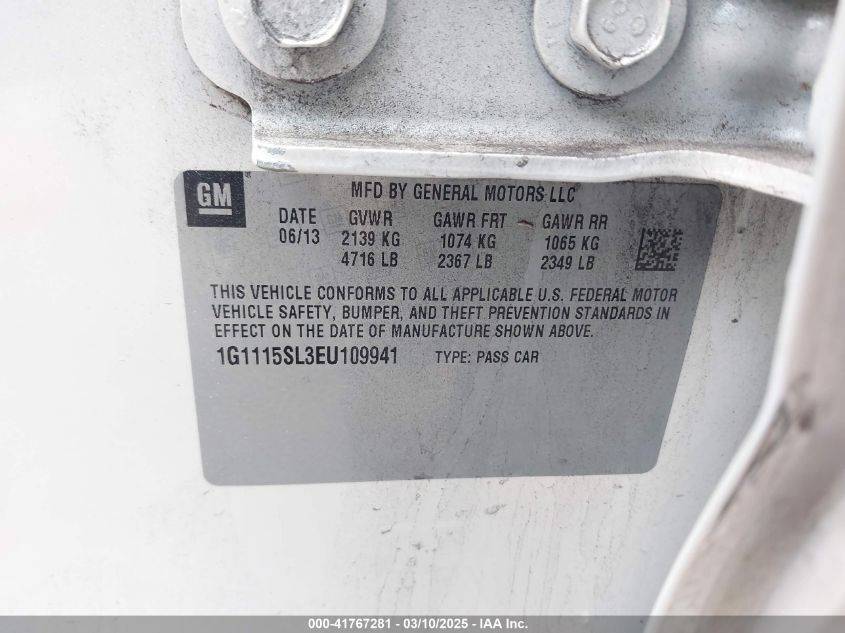 GM
MFD BY GENERAL MOTORS LLC
DATE GVWR GAWR FRT GAWR RR
06/13 2139 KG 1074 KG 1065 KG
4716 LB 2367 LB 2349 LB
THIS VEHICLE CONFORMS TO ALL APPLICABLE U.S. FEDERAL MOTOR
VEHICLE SAFETY, BUMPER, AND THEFT PREVENTION STANDARDS IN
EFFECT ON THE DATE OF MANUFACTURE SHOWN ABOVE.
1G1115SL3EU109941 TYPE: PASS CAR
000-41767281 — 03/10/2025 — IAA Inc.